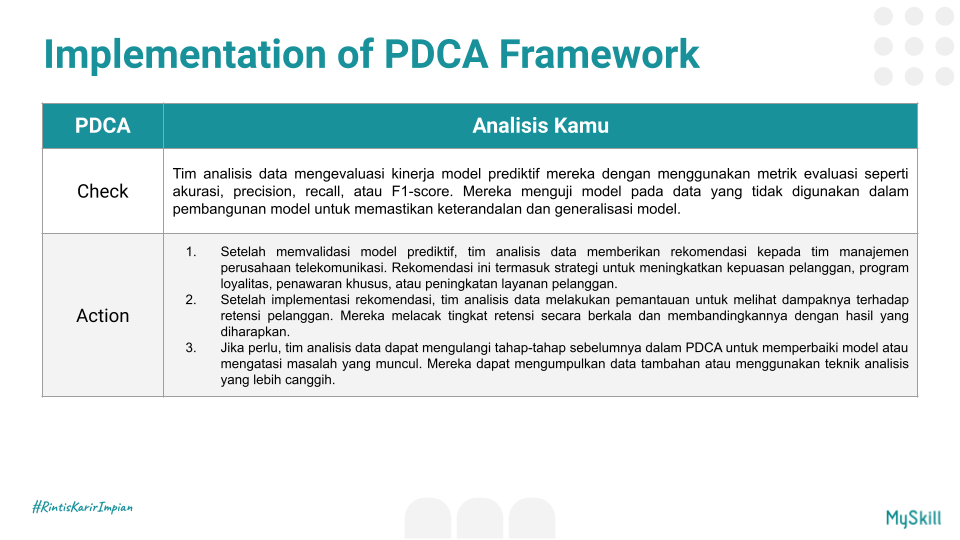 Implementation of PDCA Framework
PDCA
Analisis Kamu
Check
Tim analisis data mengevaluasi kinerja model prediktif mereka dengan menggunakan metrik evaluasi seperti
akurasi, precision, recall, atau F1-score. Mereka menguji model pada data yang tidak digunakan dalam
pembangunan model untuk memastikan keterandalan dan generalisasi model.
Action
1. Setelah memvalidasi model prediktif, tim analisis data memberikan rekomendasi kepada tim manajemen
perusahaan telekomunikasi. Rekomendasi ini termasuk strategi untuk meningkatkan kepuasan pelanggan, program
loyalitas, penawaran khusus, atau peningkatan layanan pelanggan.
2. Setelah implementasi rekomendasi, tim analisis data melakukan pemantauan untuk melihat dampaknya terhadap
retensi pelanggan. Mereka melacak tingkat retensi secara berkala dan membandingkannya dengan hasil yang
diharapkan.
3. Jika perlu, tim analisis data dapat mengulangi tahap-tahap sebelumnya dalam PDCA untuk memperbaiki model atau
mengatasi masalah yang muncul. Mereka dapat mengumpulkan data tambahan atau menggunakan teknik analisis
yang lebih canggih.
#RintisKarirImpian
MySkill